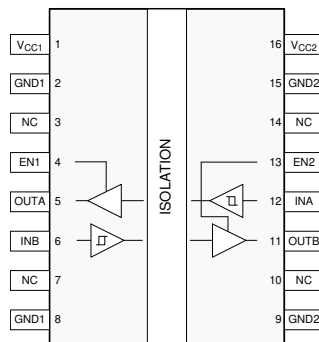 VCC1 1
GND1 2
NC 3
EN1 4
OUTA 5
INB 6
NC 7
GND1 8
ISOLATION
16 VCC2
15 GND2
14 NC
13 EN2
12 INA
11 OUTB
10 NC
9 GND2